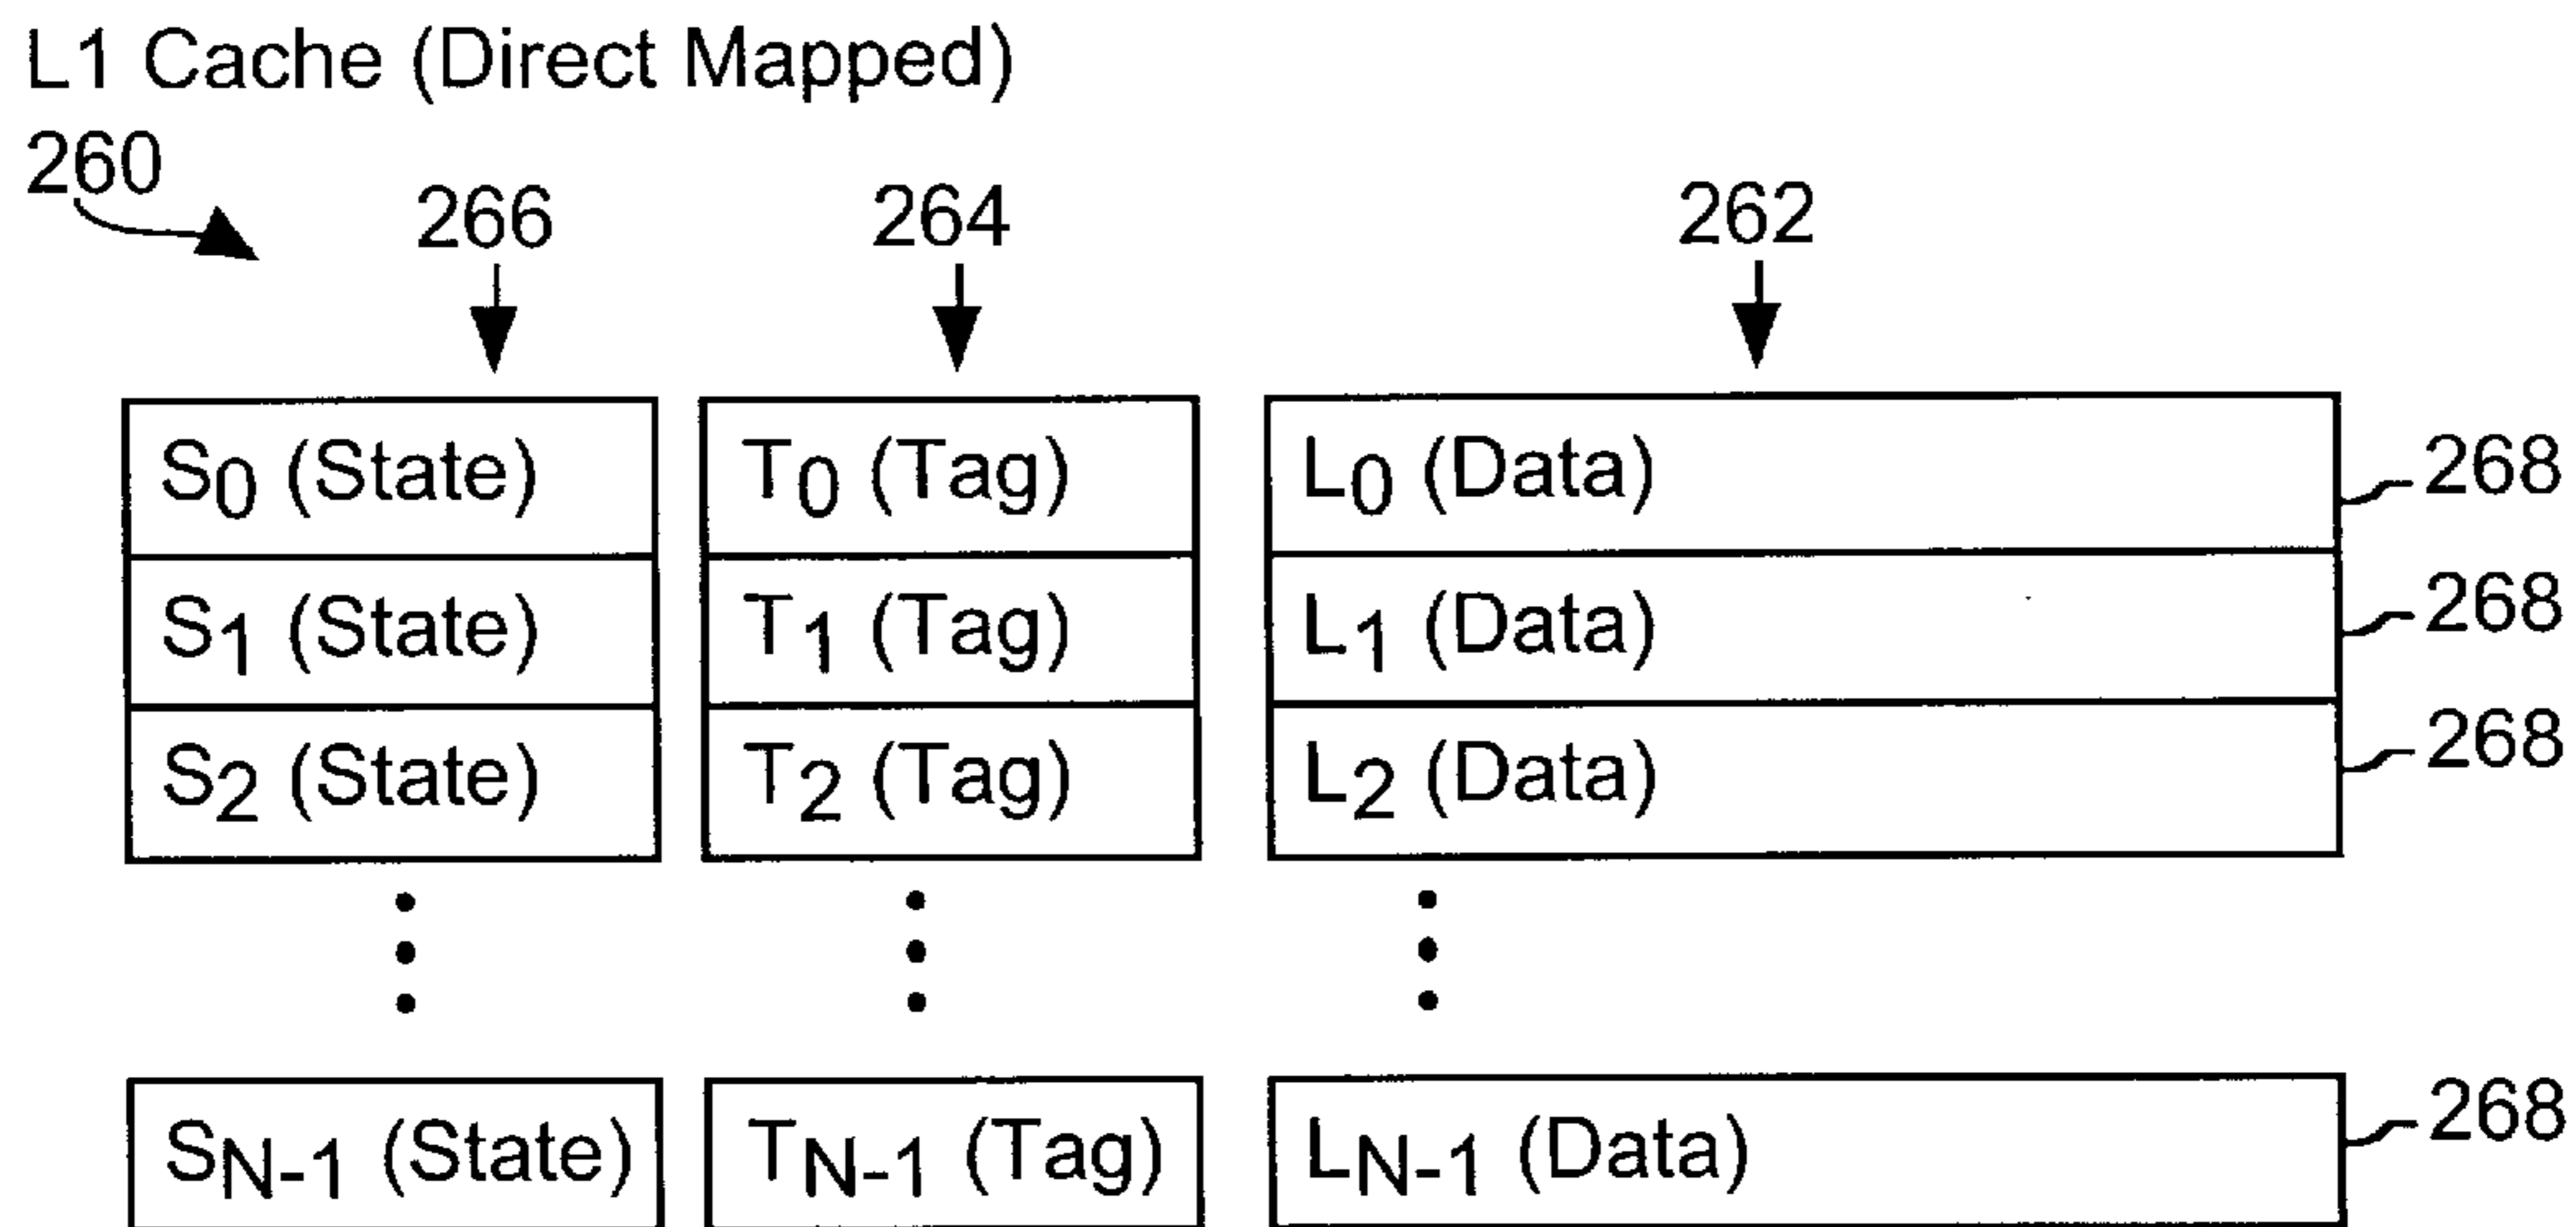 L1 Cache (Direct Mapped)
260
266 264 262
S0 (State) T0 (Tag) L0 (Data) 268
S1 (State) T1 (Tag) L1 (Data) 268
S2 (State) T2 (Tag) L2 (Data) 268
SN-1 (State) TN-1 (Tag) LN-1 (Data) 268